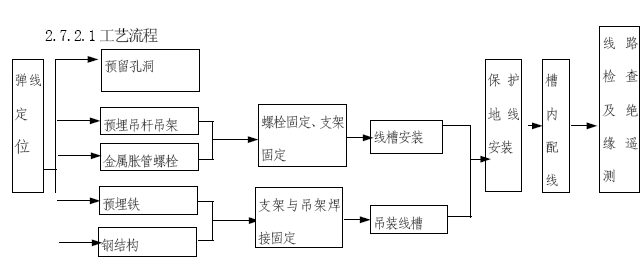 2.7.2.1工艺流程
弹线
定
位
预留孔洞
预埋吊杆吊架
金属胀管螺栓
预埋铁
钢结构
螺栓固定、支架
固定
支架与吊架焊
接固定
线槽安装
吊装线槽
保护
地线
安装
槽
内
配
线
线路
检查
及绝
缘遥
测